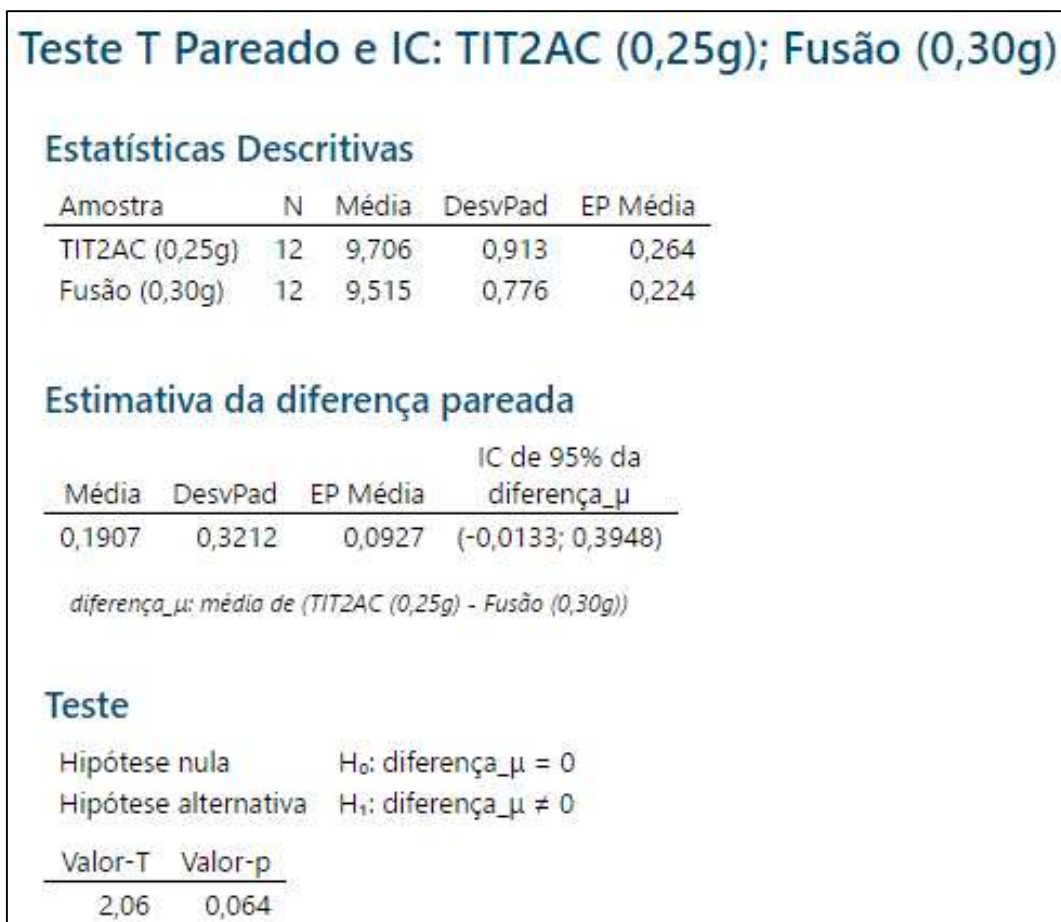 Teste T Pareado e IC: TIT2AC (0,25g); Fusão (0,30g)
Estatísticas Descritivas
Amostra N Média DesvPad EP Média
TIT2AC (0,25g) 12 9,706 0,913 0,264
Fusão (0,30g) 12 9,515 0,776 0,224
Estimativa da diferença pareada
IC de 95% da
Média DesvPad EP Média diferença_μ
0,1907 0,3212 0,0927 (-0,0133; 0,3948)
diferença_μ: média de (TIT2AC (0,25g) - Fusão (0,30g))
Teste
Hipótese nula H₀: diferença_μ = 0
Hipótese alternativa H₁: diferença_μ ≠ 0
Valor-T Valor-p
2,06 0,064